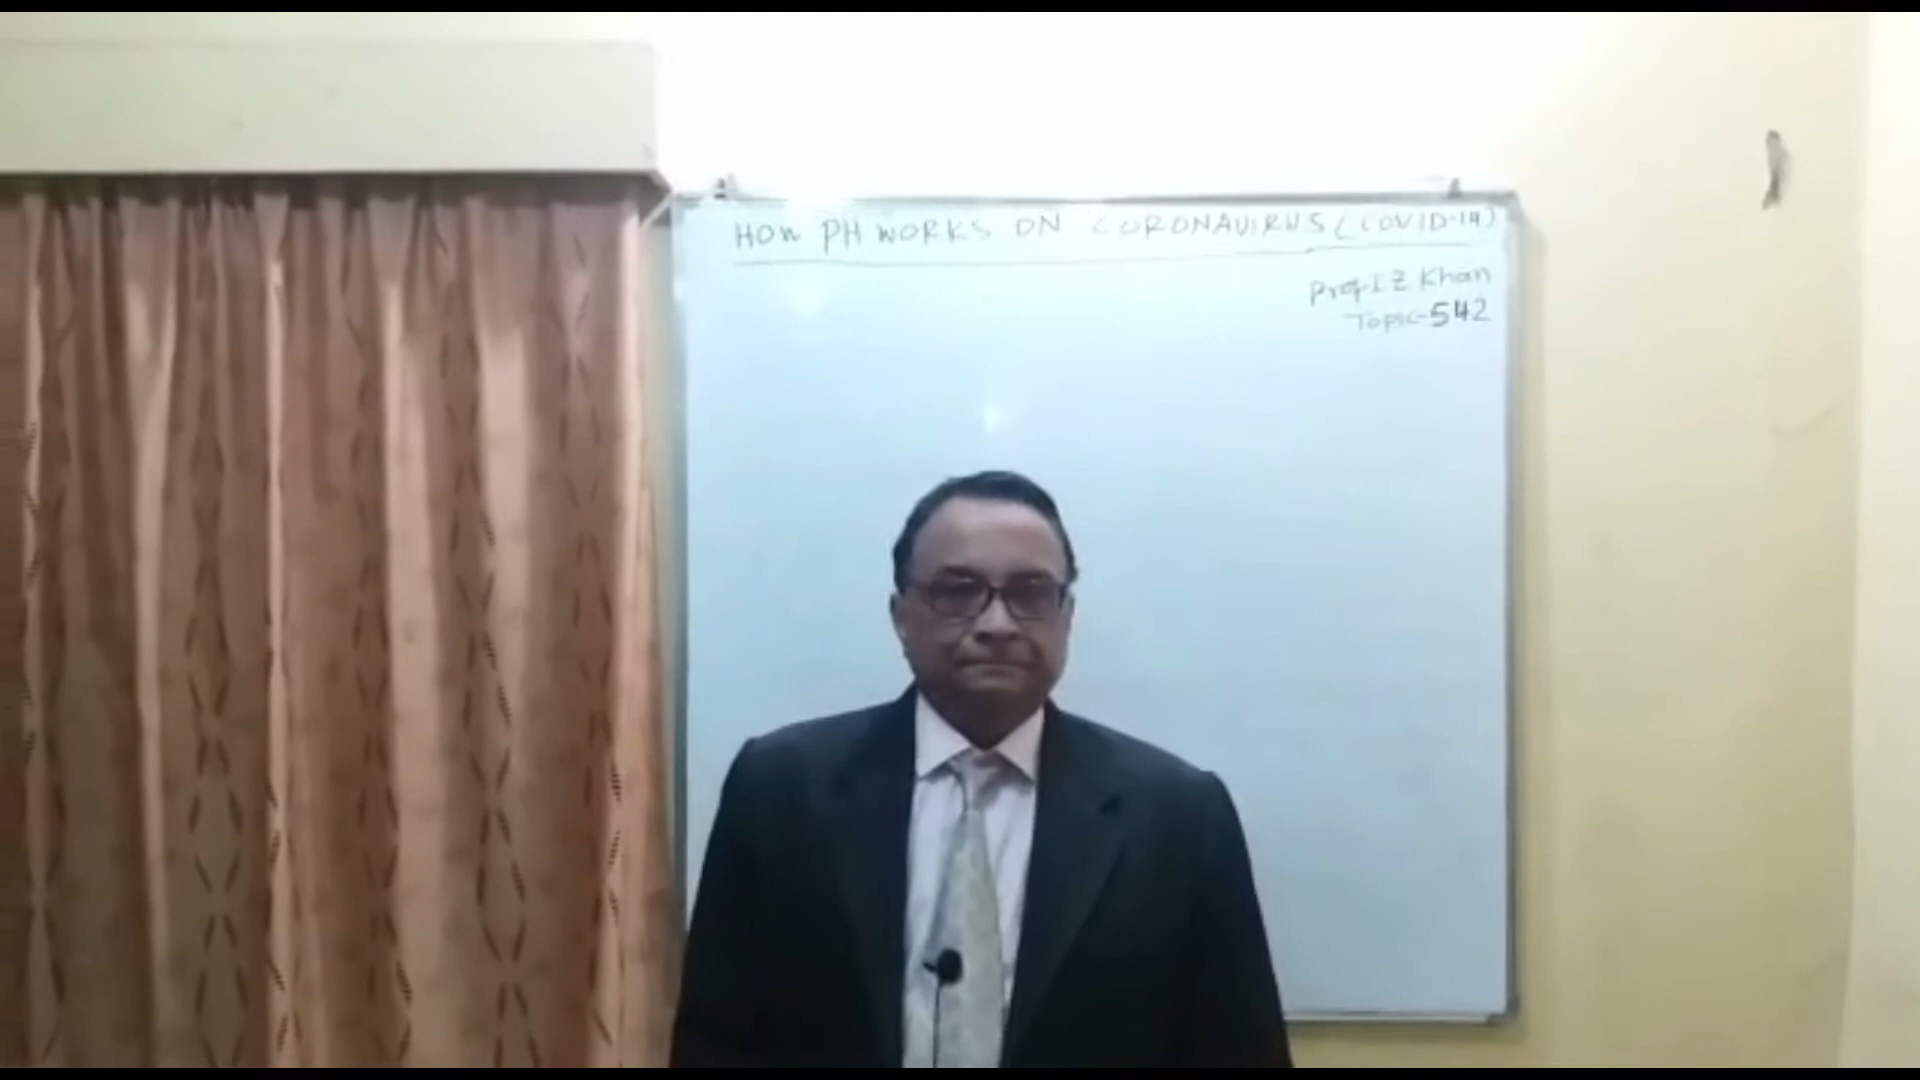 HOW PH WORKS ON CORONAVIRUS (COVID-19)
Prof. I Z Khan
Topic-542